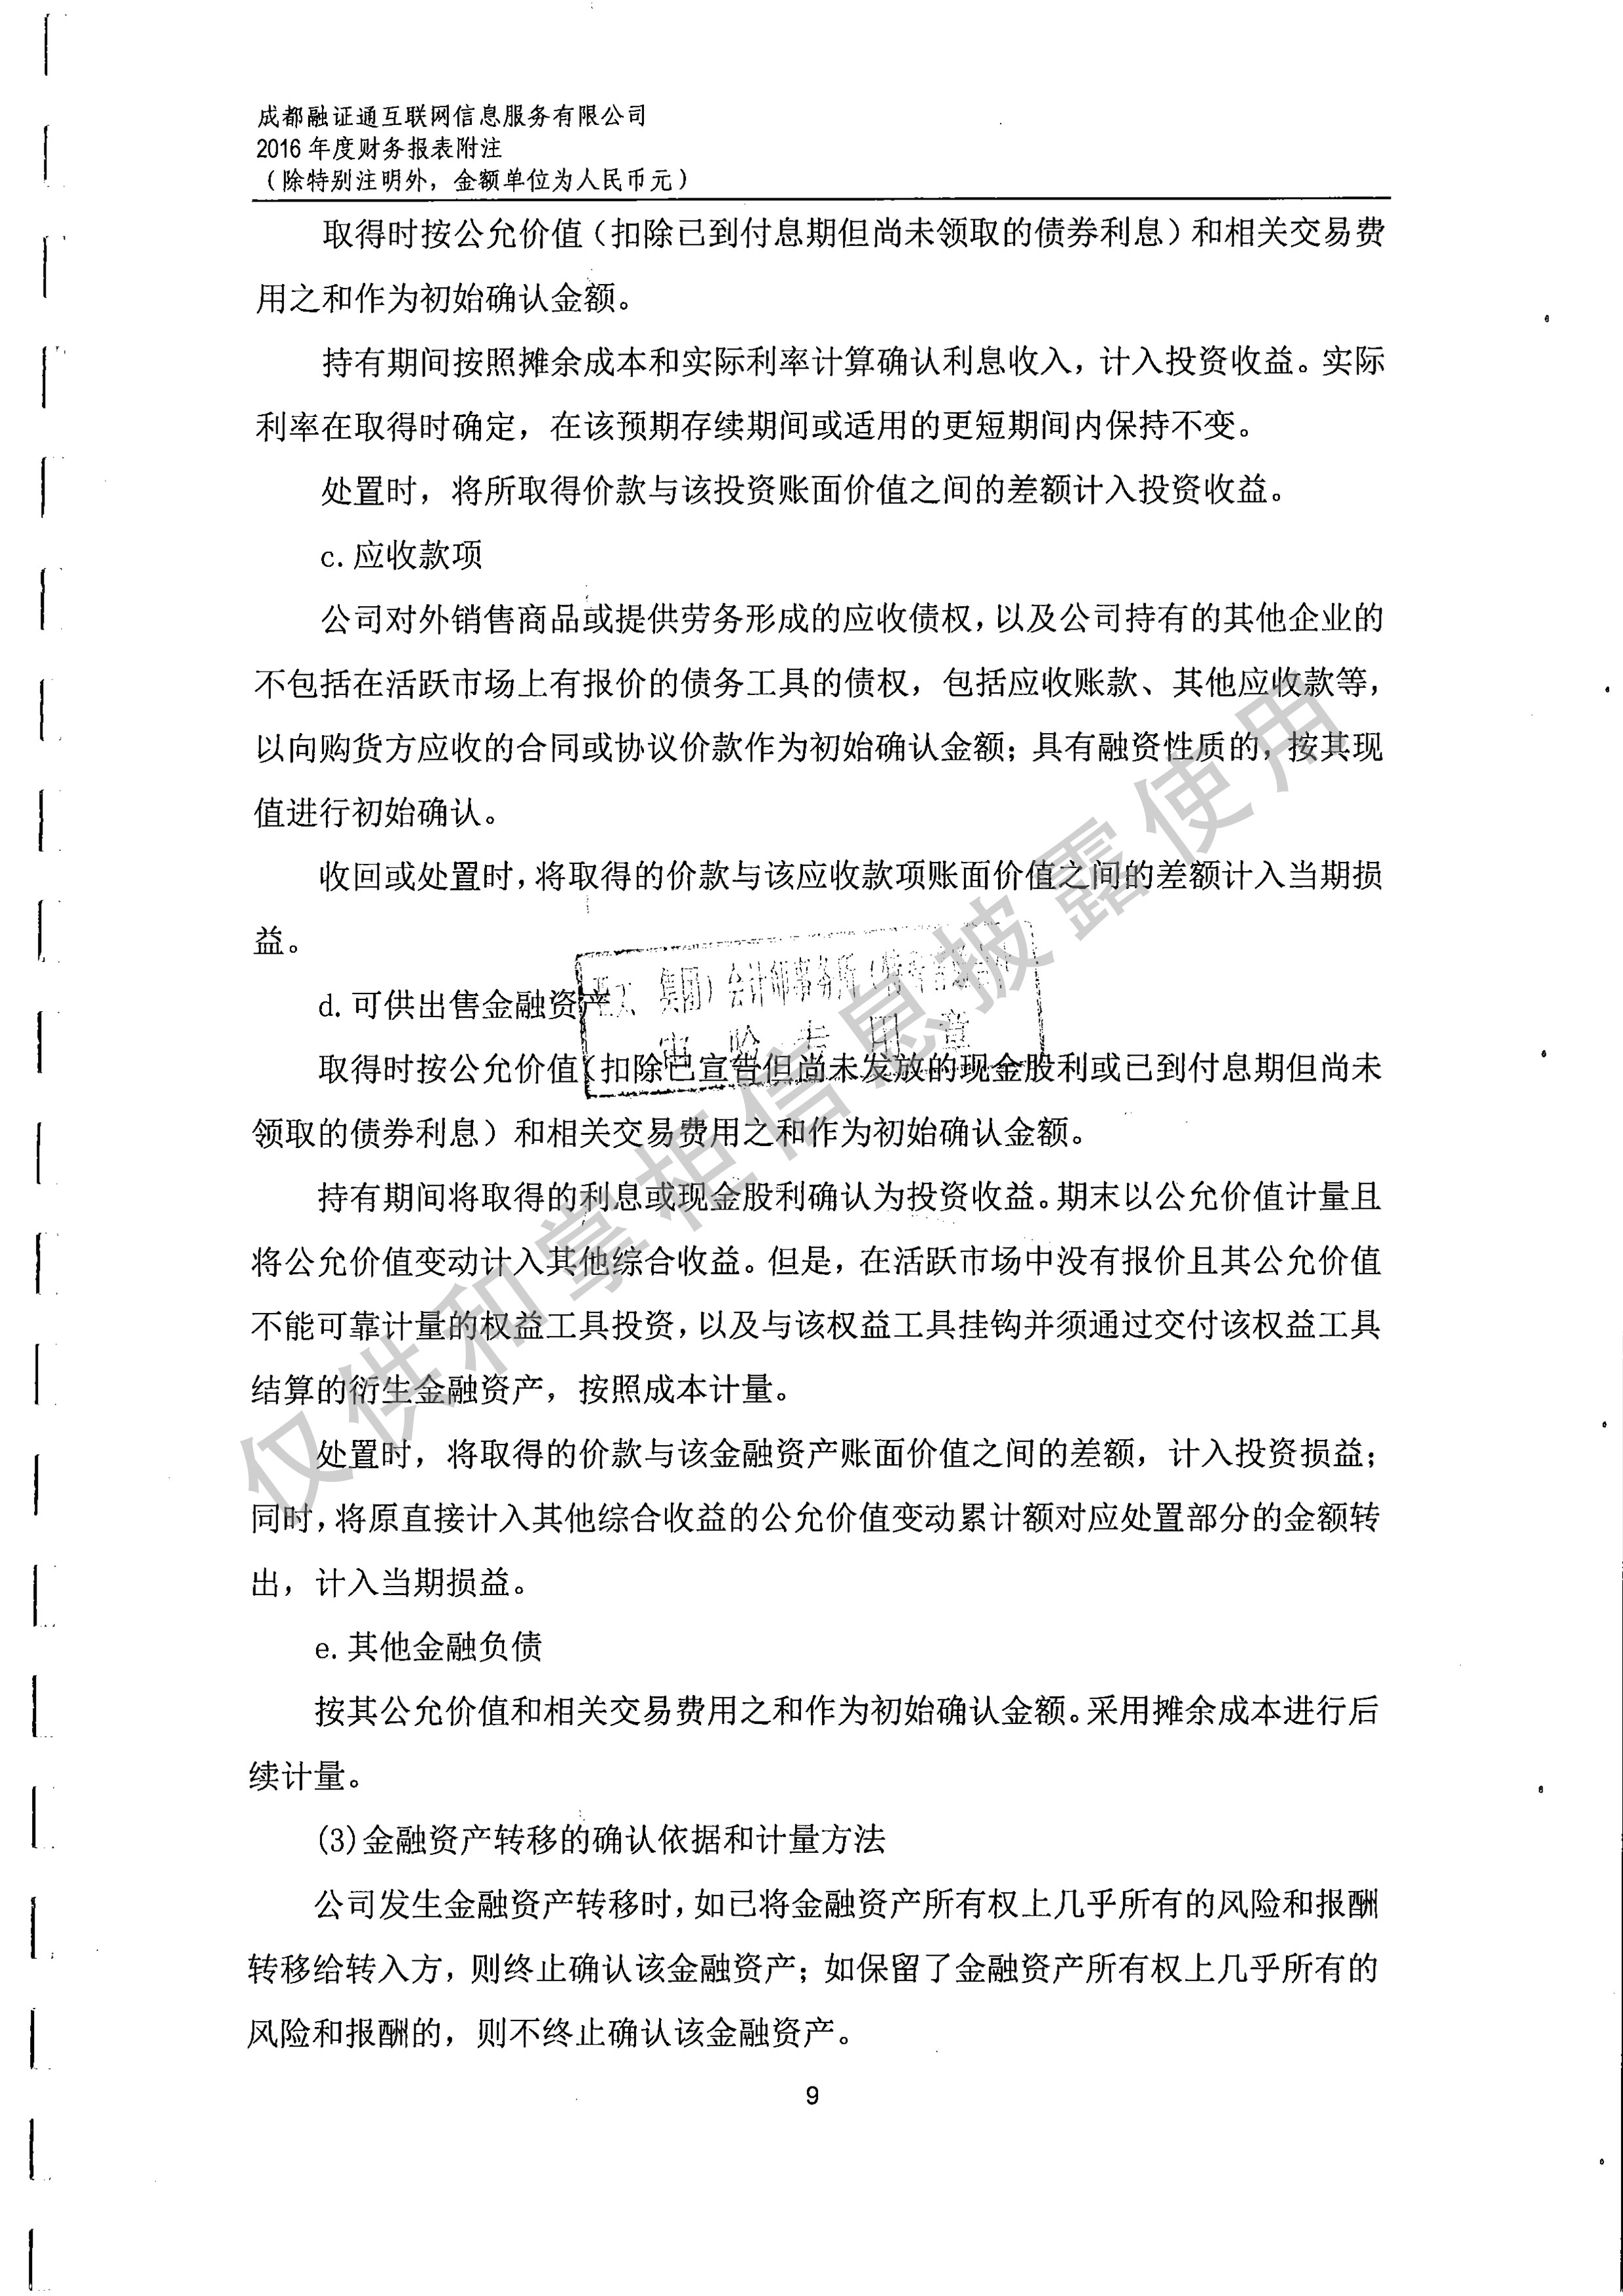 成都融证通互联网信息服务有限公司
2016 年度财务报表附注
（除特别注明外，金额单位为人民币元）
取得时按公允价值（扣除已到付息期但尚未领取的债券利息）和相关交易费
用之和作为初始确认金额。
持有期间按照摊余成本和实际利率计算确认利息收入，计入投资收益。实际
利率在取得时确定，在该预期存续期间或适用的更短期间内保持不变。
处置时，将所取得价款与该投资账面价值之间的差额计入投资收益。
c.应收款项
公司对外销售商品或提供劳务形成的应收债权，以及公司持有的其他企业的
不包括在活跃市场上有报价的债务工具的债权，包括应收账款、其他应收款等，
以向购货方应收的合同或协议价款作为初始确认金额；具有融资性质的，按其现
值进行初始确认。
收回或处置时，将取得的价款与该应收款项账面价值之间的差额计入当期损
益。
集团）会计师事务所（特
专用章
d.可供出售金融资产
取得时按公允价值（扣除已宣告但尚未发放的现金股利或已到付息期但尚未
领取的债券利息）和相关交易费用之和作为初始确认金额。
持有期间将取得的利息或现金股利确认为投资收益。期末以公允价值计量且
将公允价值变动计入其他综合收益。但是，在活跃市场中没有报价且其公允价值
不能可靠计量的权益工具投资，以及与该权益工具挂钩并须通过交付该权益工具
结算的衍生金融资产，按照成本计量。
处置时，将取得的价款与该金融资产账面价值之间的差额，计入投资损益；
同时，将原直接计入其他综合收益的公允价值变动累计额对应处置部分的金额转
出，计入当期损益。
e.其他金融负债
按其公允价值和相关交易费用之和作为初始确认金额。采用摊余成本进行后
续计量。
(3)金融资产转移的确认依据和计量方法
公司发生金融资产转移时，如已将金融资产所有权上几乎所有的风险和报酬
转移给转入方，则终止确认该金融资产；如保留了金融资产所有权上几乎所有的
风险和报酬的，则不终止确认该金融资产。
9
仅供和掌柜信息披露使用